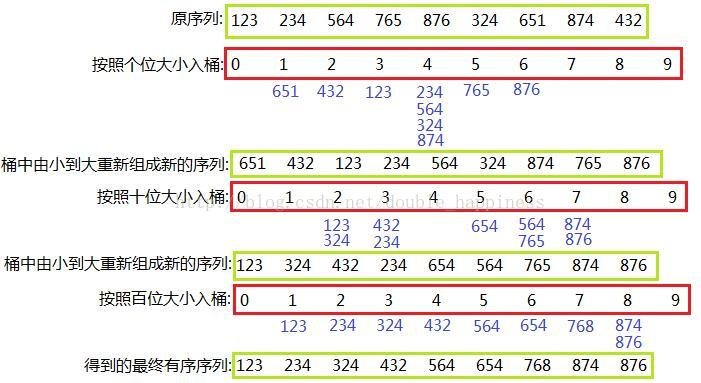 原序列: 123 234 564 765 876 324 651 874 432
按照个位大小入桶: 0 1 2 3 4 5 6 7 8 9
651 432 123 234 765 876
564
324
874
桶中由小到大重新组成新的序列: 651 432 123 234 564 324 874 765 876
按照十位大小入桶: 0 1 2 3 4 5 6 7 8 9
http://blog.csdn.net/double_happiness
123 432 654 564 874
324 234 765 876
桶中由小到大重新组成新的序列: 123 324 432 234 654 564 765 874 876
按照百位大小入桶: 0 1 2 3 4 5 6 7 8 9
123 234 324 432 564 654 768 874
876
得到的最终有序序列: 123 234 324 432 564 654 768 874 876